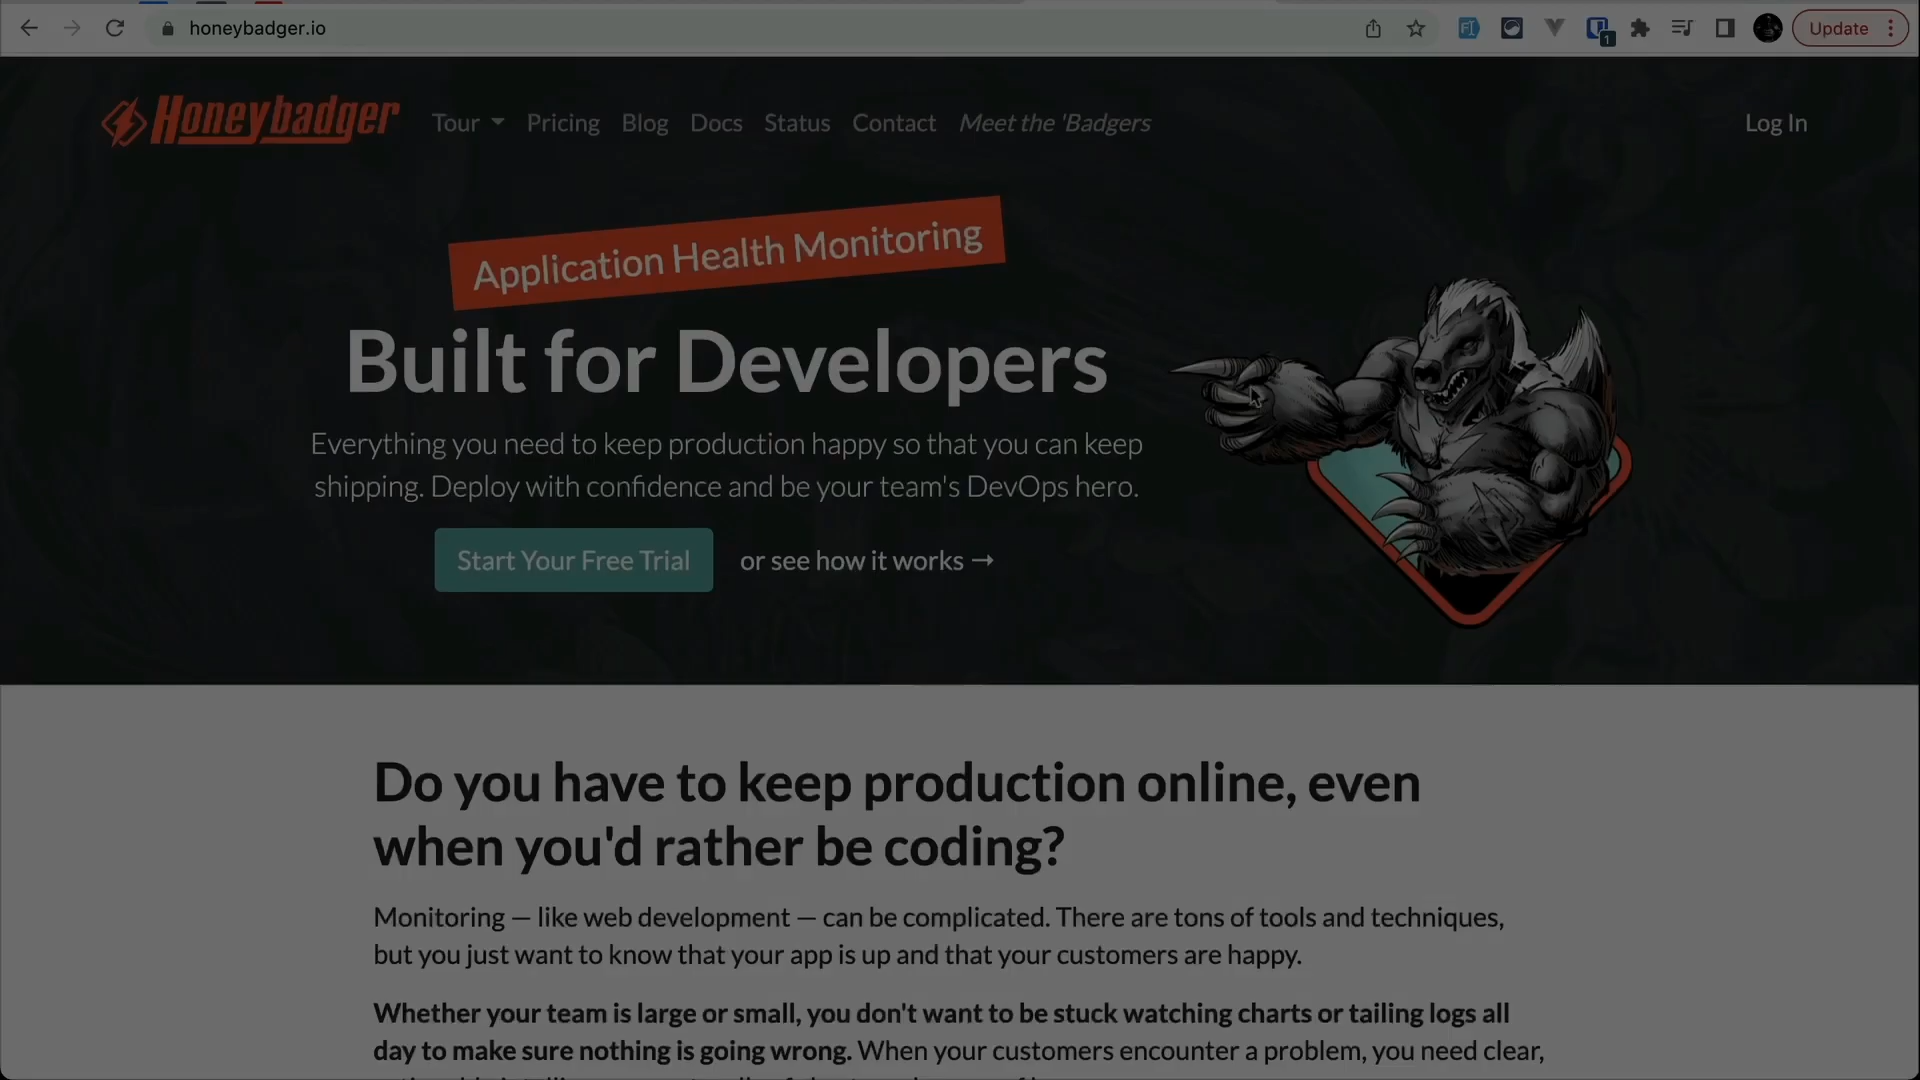 honeybadger.io
FI
1
Update
Honeybadger
Tour
Pricing
Blog
Docs
Status
Contact
Meet the 'Badgers
Log In
Application Health Monitoring
Built for Developers
Everything you need to keep production happy so that you can keep
shipping. Deploy with confidence and be your team's DevOps hero.
Start Your Free Trial
or see how it works →
Do you have to keep production online, even
when you'd rather be coding?
Monitoring — like web development — can be complicated. There are tons of tools and techniques,
but you just want to know that your app is up and that your customers are happy.
Whether your team is large or small, you don't want to be stuck watching charts or tailing logs all
day to make sure nothing is going wrong. When your customers encounter a problem, you need clear,